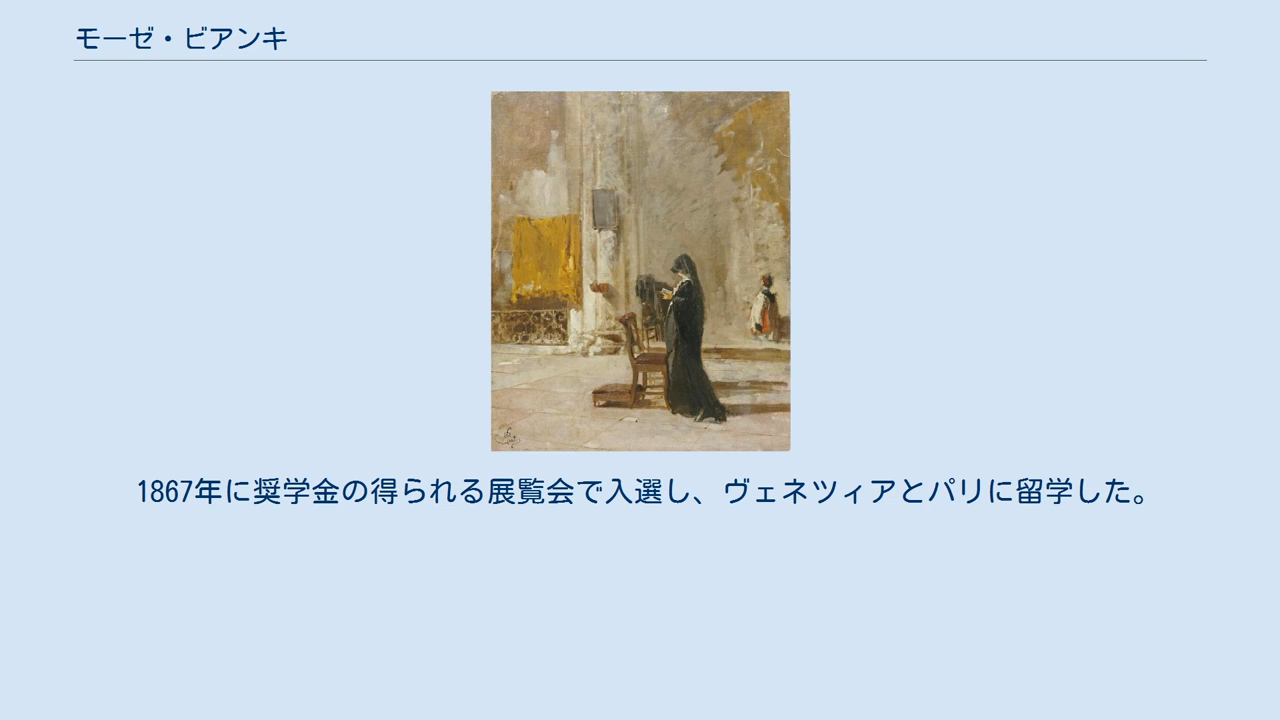 モーゼ・ビアンキ
1867年に奨学金の得られる展覧会で入選し、ヴェネツィアとパリに留学した。